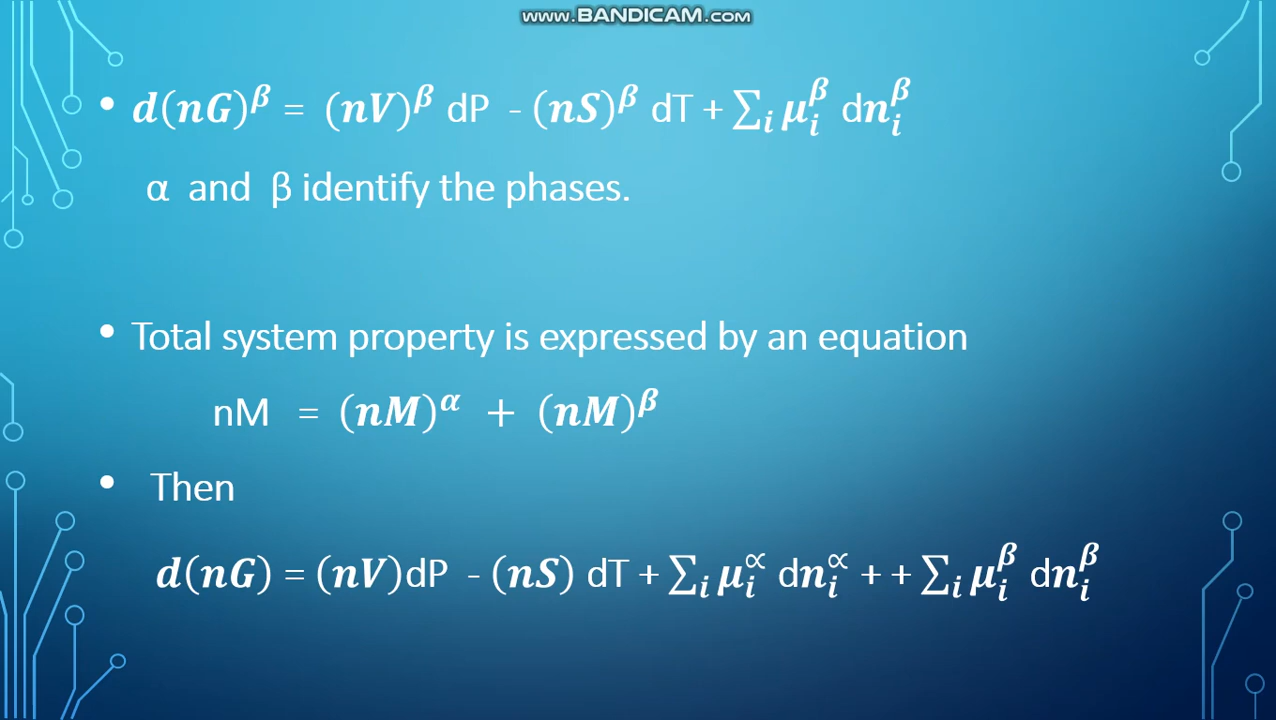 www.BANDICAM.com
• d(nG)^β = (nV)^β dP - (nS)^β dT + ∑_i μ_i^β dn_i^β
α and β identify the phases.
• Total system property is expressed by an equation
nM = (nM)^α + (nM)^β
• Then
d(nG) = (nV)dP - (nS) dT + ∑_i μ_i^∝ dn_i^∝ + + ∑_i μ_i^β dn_i^β